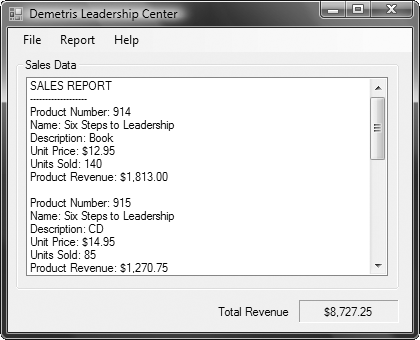 Demetris Leadership Center
File Report Help
Sales Data
SALES REPORT
-------------------
Product Number: 914
Name: Six Steps to Leadership
Description: Book
Unit Price: $12.95
Units Sold: 140
Product Revenue: $1,813.00
Product Number: 915
Name: Six Steps to Leadership
Description: CD
Unit Price: $14.95
Units Sold: 85
Product Revenue: $1,270.75
Total Revenue $8,727.25